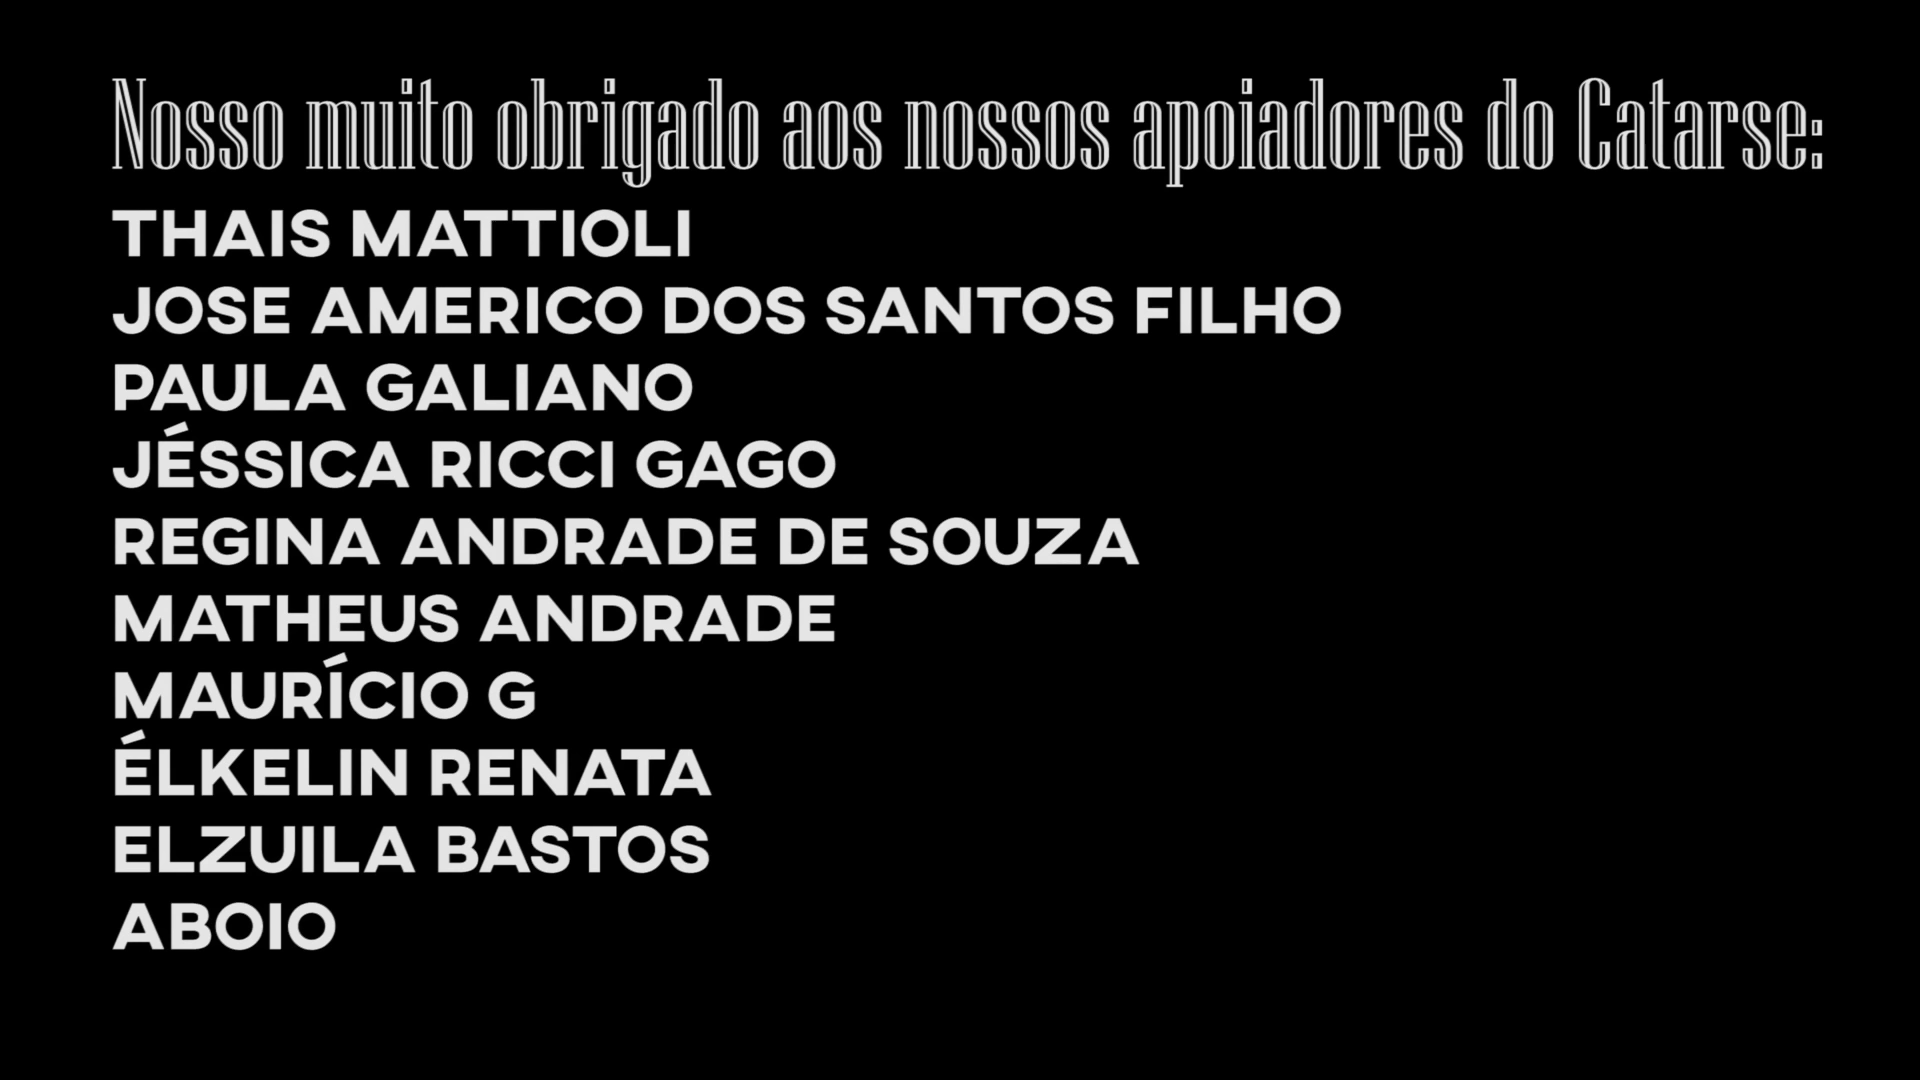 Nosso muito obrigado aos nossos apoiadores do Catarse:
THAIS MATTIOLI
JOSE AMERICO DOS SANTOS FILHO
PAULA GALIANO
JÉSSICA RICCI GAGO
REGINA ANDRADE DE SOUZA
MATHEUS ANDRADE
MAURÍCIO G
ÉLKELIN RENATA
ELZUILA BASTOS
ABOIO